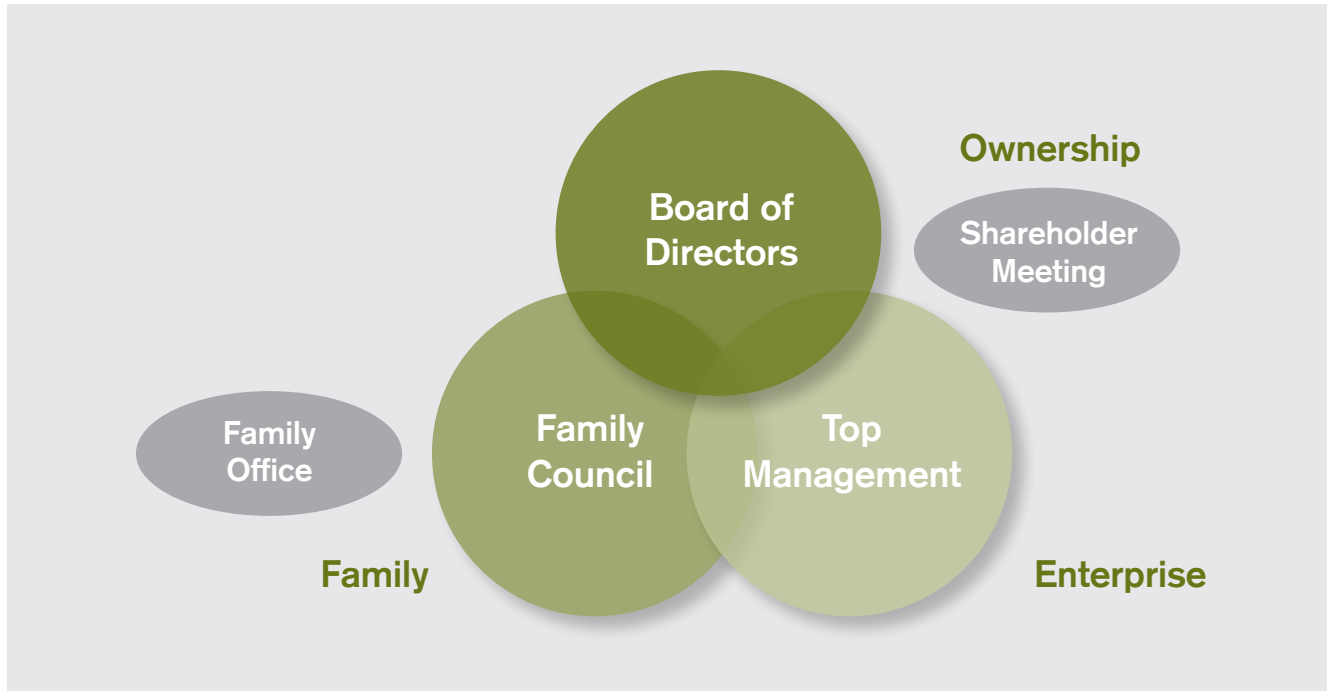 Board of
Directors
Ownership
Shareholder
Meeting
Family
Office
Family
Council
Top
Management
Family
Enterprise